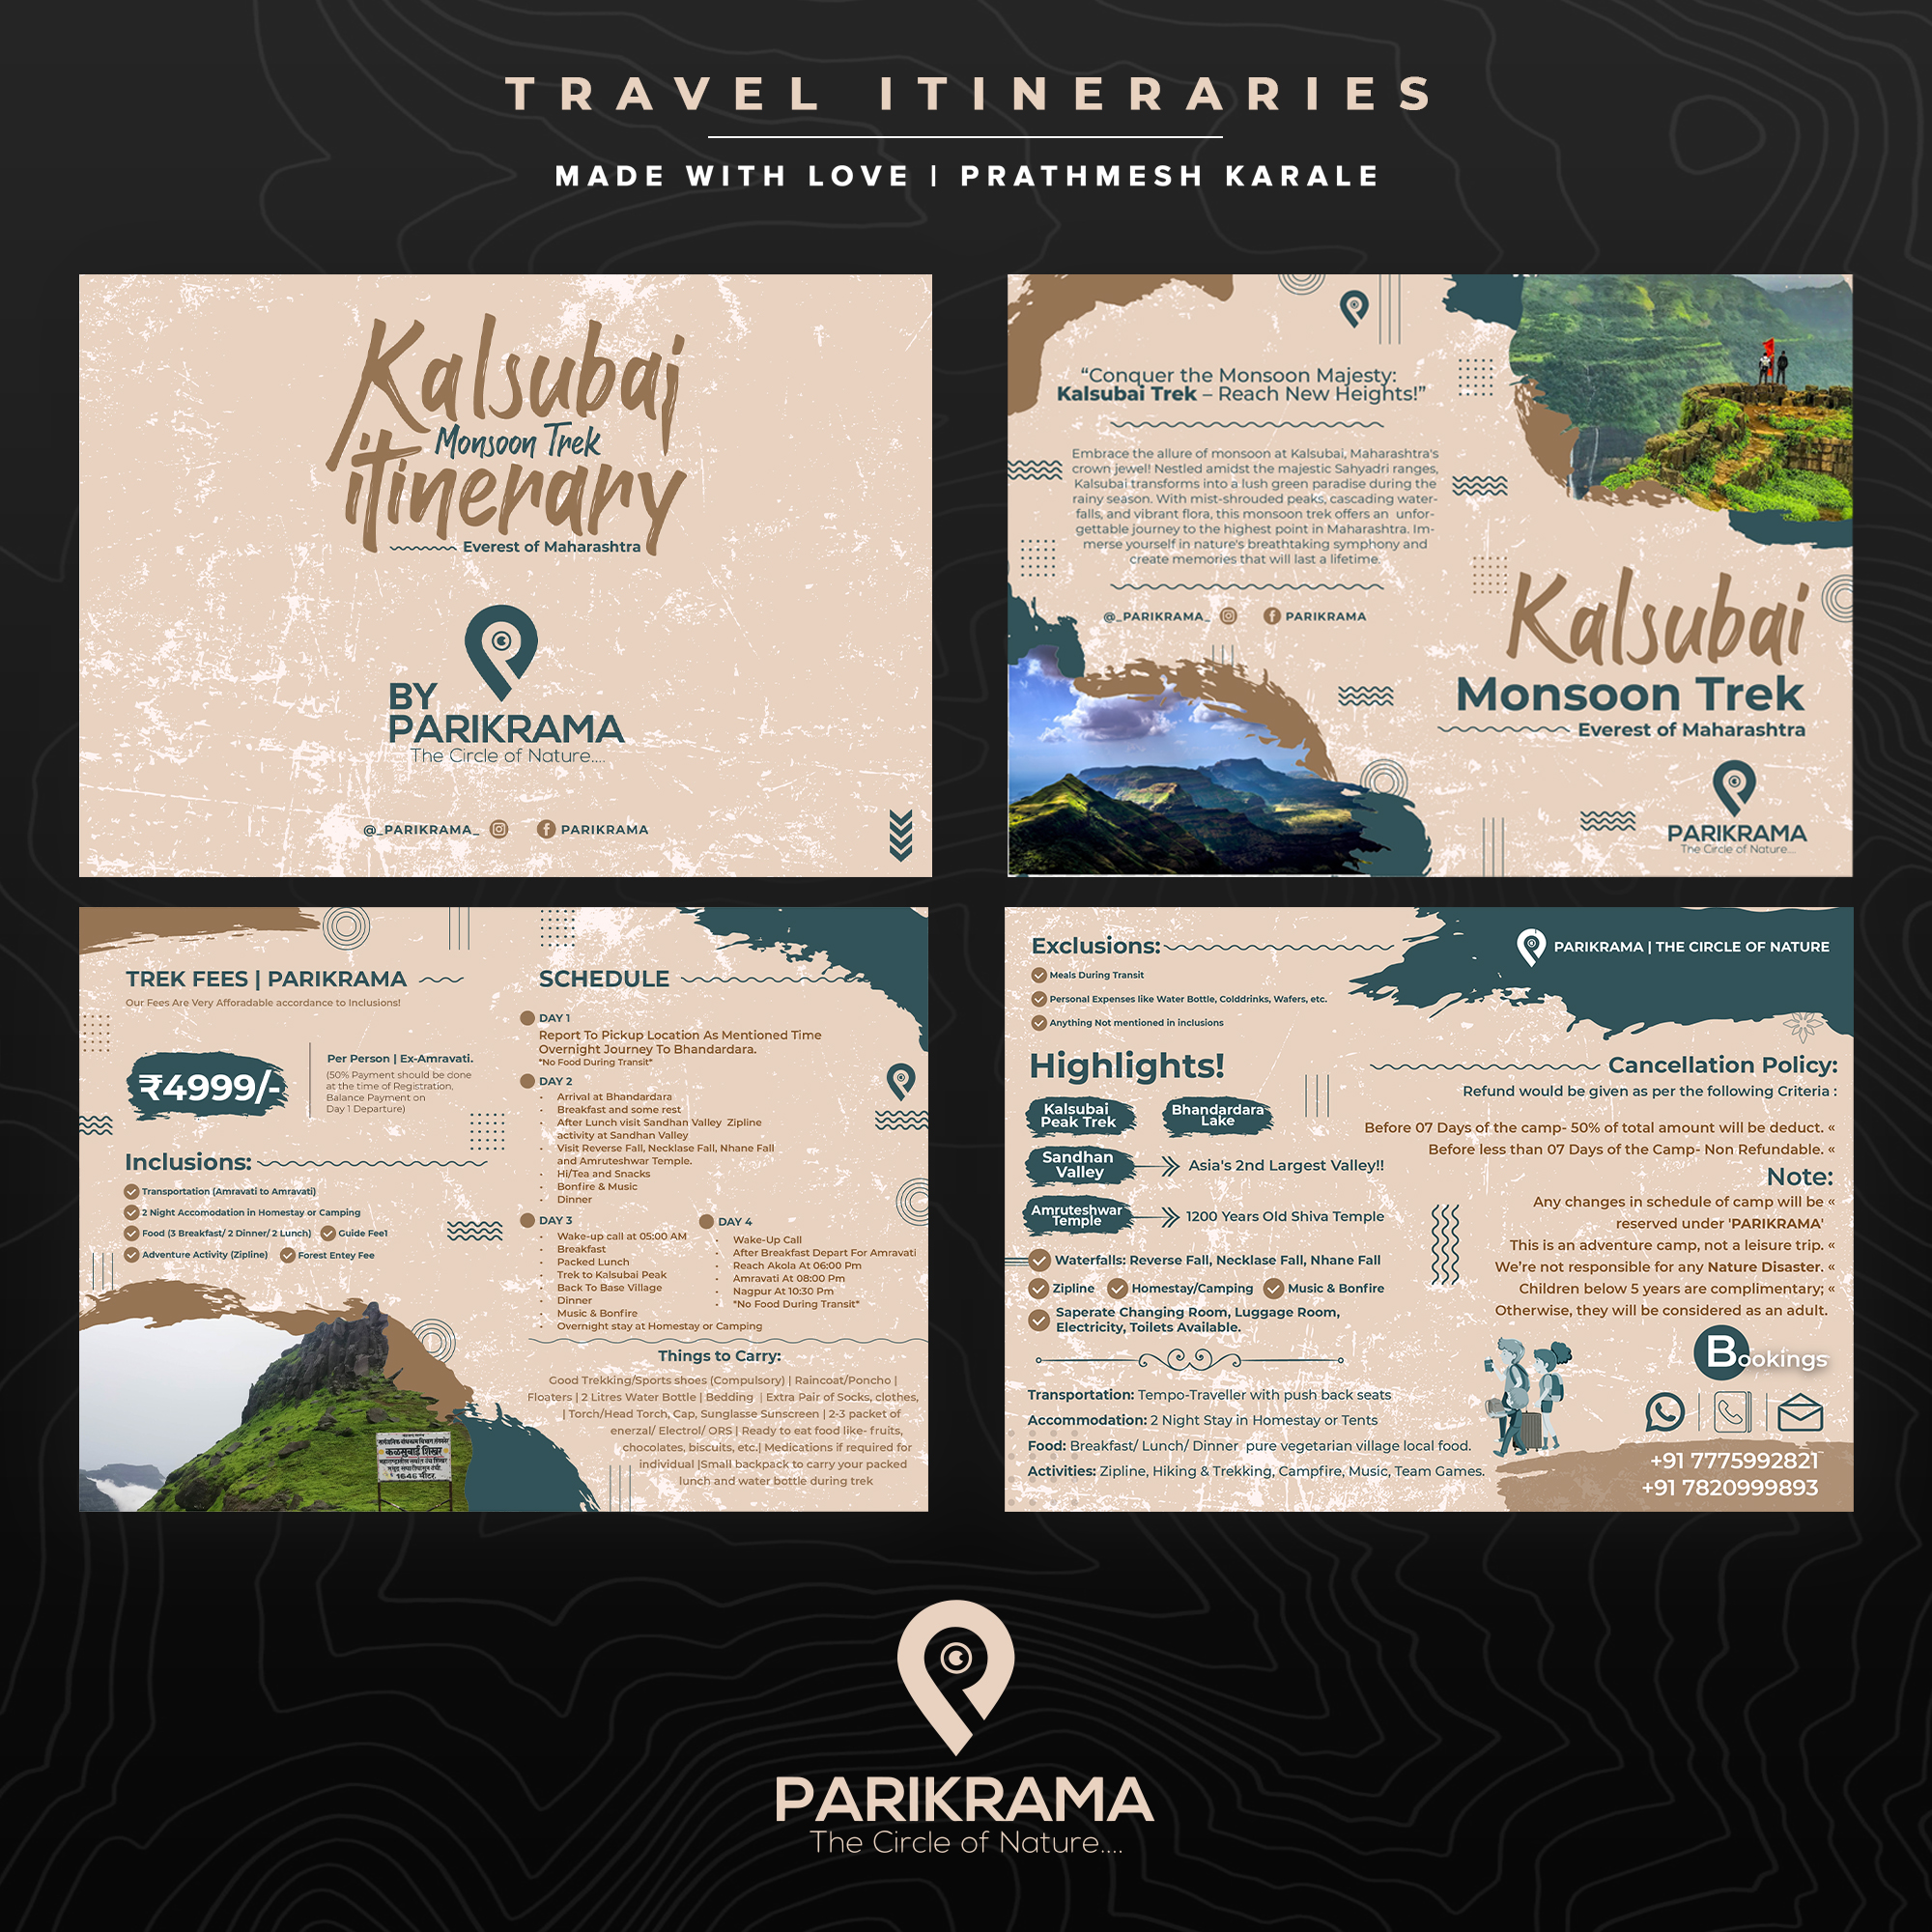 TRAVEL ITINERARIES
MADE WITH LOVE | PRATHMESH KARALE
Kalsubai
Monsoon Trek
itinerary
Everest of Maharashtra
BY
PARIKRAMA
The Circle of Nature....
@_PARIKRAMA_ PARIKRAMA
“Conquer the Monsoon Majesty:
Kalsubai Trek – Reach New Heights!”
Embrace the allure of monsoon at Kalsubai, Maharashtra's
crown jewel! Nestled amidst the majestic Sahyadri ranges,
Kalsubai transforms into a lush green paradise during the
rainy season. With mist-shrouded peaks, cascading water-
falls, and vibrant flora, this monsoon trek offers an unfor-
gettable journey to the highest point in Maharashtra. Im-
merse yourself in nature's breathtaking symphony and
create memories that will last a lifetime.
@_PARIKRAMA_ PARIKRAMA
Kalsubai
Monsoon Trek
Everest of Maharashtra
PARIKRAMA
The Circle of Nature....
TREK FEES | PARIKRAMA
Our Fees Are Very Afforadable accordance to Inclusions!
₹4999/-
Per Person | Ex-Amravati.
(50% Payment should be done
at the time of Registration,
Balance Payment on
Day 1 Departure)
Inclusions:
Transportation (Amravati to Amravati)
2 Night Accomodation in Homestay or Camping
Food (3 Breakfast/ 2 Dinner/ 2 Lunch) Guide Fee1
Adventure Activity (Zipline) Forest Entey Fee
कळसुबाई शिखर
१६४६ मीटर
SCHEDULE
DAY 1
Report To Pickup Location As Mentioned Time
Overnight Journey To Bhandardara.
*No Food During Transit*
DAY 2
• Arrival at Bhandardara
• Breakfast and some rest
• After Lunch visit Sandhan Valley Zipline
activity at Sandhan Valley
• Visit Reverse Fall, Necklase Fall, Nhane Fall
and Amruteshwar Temple.
• Hi/Tea and Snacks
• Bonfire & Music
• Dinner
DAY 3
• Wake-up call at 05:00 AM
• Breakfast
• Packed Lunch
• Trek to Kalsubai Peak
• Back To Base Village
• Dinner
• Music & Bonfire
• Overnight stay at Homestay or Camping
DAY 4
• Wake-Up Call
• After Breakfast Depart For Amravati
• Reach Akola At 06:00 Pm
• Amravati At 08:00 Pm
• Nagpur At 10:30 Pm
• *No Food During Transit*
Things to Carry:
Good Trekking/Sports shoes (Compulsory) | Raincoat/Poncho |
Floaters | 2 Litres Water Bottle | Bedding | Extra Pair of Socks, clothes,
| Torch/Head Torch, Cap, Sunglasse Sunscreen | 2-3 packet of
enerzal/ Electrol/ ORS | Ready to eat food like- fruits,
chocolates, biscuits, etc.| Medications if required for
individual |Small backpack to carry your packed
lunch and water bottle during trek
Exclusions:
Meals During Transit
Personal Expenses like Water Bottle, Colddrinks, Wafers, etc.
Anything Not mentioned in inclusions
PARIKRAMA | THE CIRCLE OF NATURE
Highlights!
Kalsubai
Peak Trek
Bhandardara
Lake
Sandhan
Valley
Asia's 2nd Largest Valley!!
Amruteshwar
Temple
1200 Years Old Shiva Temple
Waterfalls: Reverse Fall, Necklase Fall, Nhane Fall
Zipline Homestay/Camping Music & Bonfire
Saperate Changing Room, Luggage Room,
Electricity, Toilets Available.
Transportation: Tempo-Traveller with push back seats
Accommodation: 2 Night Stay in Homestay or Tents
Food: Breakfast/ Lunch/ Dinner pure vegetarian village local food.
Activities: Zipline, Hiking & Trekking, Campfire, Music, Team Games.
Cancellation Policy:
Refund would be given as per the following Criteria :
Before 07 Days of the camp- 50% of total amount will be deduct. «
Before less than 07 Days of the Camp- Non Refundable. «
Note:
Any changes in schedule of camp will be «
reserved under 'PARIKRAMA'
This is an adventure camp, not a leisure trip. «
We're not responsible for any Nature Disaster. «
Children below 5 years are complimentary; «
Otherwise, they will be considered as an adult.
Bookings
+91 7775992821
+91 7820999893
PARIKRAMA
The Circle of Nature....